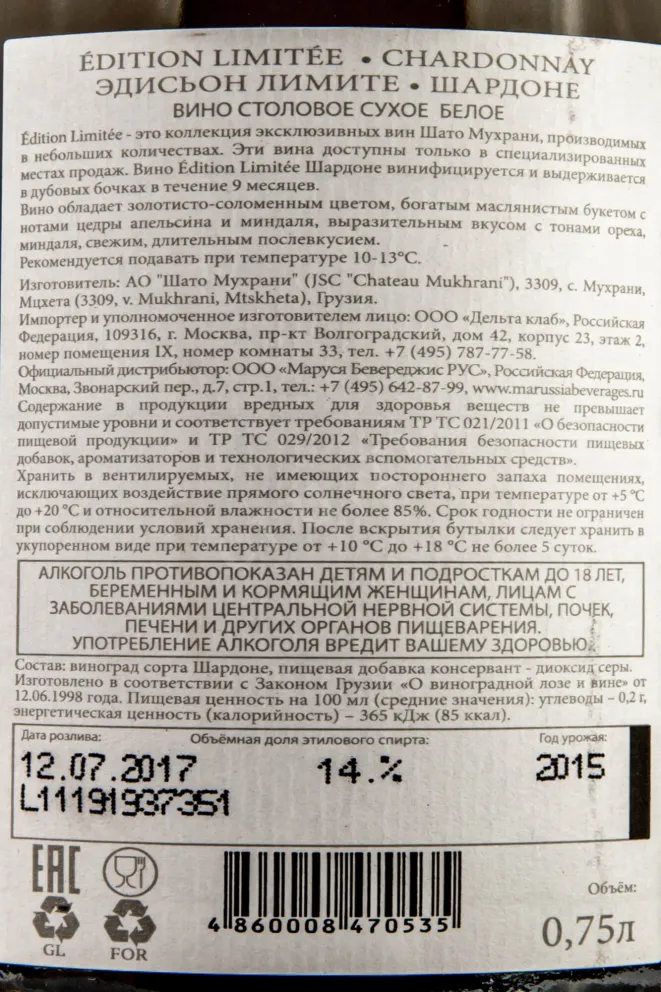 ÉDITION LIMITÉE • CHARDONNAY
ЭДИСЬОН ЛИМИТЕ • ШАРДОНЕ
ВИНО СТОЛОВОЕ СУХОЕ БЕЛОЕ
Édition Limitée - это коллекция эксклюзивных вин Шато Мухрани, производимых
в небольших количествах. Эти вина доступны только в специализированных
местах продаж. Вино Édition Limitée Шардоне винифицируется и выдерживается
в дубовых бочках в течение 9 месяцев.
Вино обладает золотисто-соломенным цветом, богатым маслянистым букетом с
нотами цедры апельсина и миндаля, выразительным вкусом с тонами ореха,
миндаля, свежим, длительным послевкусием.
Рекомендуется подавать при температуре 10-13°С.
Изготовитель: АО "Шато Мухрани" (JSC "Chateau Mukhrani"), 3309, с. Мухрани,
Мцхета (3309, v. Mukhrani, Mtskheta), Грузия.
Импортер и уполномоченное изготовителем лицо: ООО «Дельта клаб», Российская
Федерация, 109316, г. Москва, пр-кт Волгоградский, дом 42, корпус 23, этаж 2,
номер помещения IX, номер комнаты 33, тел. +7 (495) 787-77-58.
Официальный дистрибьютор: ООО «Маруся Бевереджис РУС», Российская Федерация,
Москва, Звонарский пер., д.7, стр.1, тел.: +7 (495) 642-87-99, www.marussiabeverages.ru
Содержание в продукции вредных для здоровья веществ не превышает
допустимые уровни и соответствует требованиям ТР ТС 021/2011 «О безопасности
пищевой продукции» и ТР ТС 029/2012 «Требования безопасности пищевых
добавок, ароматизаторов и технологических вспомогательных средств».
Хранить в вентилируемых, не имеющих постороннего запаха помещениях,
исключающих воздействие прямого солнечного света, при температуре от +5 °С
до +20 °С и относительной влажности не более 85%. Срок годности не ограничен
при соблюдении условий хранения. После вскрытия бутылки следует хранить в
укупоренном виде при температуре от +10 °С до +18 °С не более 5 суток.
АЛКОГОЛЬ ПРОТИВОПОКАЗАН ДЕТЯМ И ПОДРОСТКАМ ДО 18 ЛЕТ,
БЕРЕМЕННЫМ И КОРМЯЩИМ ЖЕНЩИНАМ, ЛИЦАМ С
ЗАБОЛЕВАНИЯМИ ЦЕНТРАЛЬНОЙ НЕРВНОЙ СИСТЕМЫ, ПОЧЕК,
ПЕЧЕНИ И ДРУГИХ ОРГАНОВ ПИЩЕВАРЕНИЯ.
УПОТРЕБЛЕНИЕ АЛКОГОЛЯ ВРЕДИТ ВАШЕМУ ЗДОРОВЬЮ.
Состав: виноград сорта Шардоне, пищевая добавка консервант - диоксид серы.
Изготовлено в соответствии с Законом Грузии «О виноградной лозе и вине» от
12.06.1998 года. Пищевая ценность на 100 мл (средние значения): углеводы – 0,2 г,
энергетическая ценность (калорийность) – 365 кДж (85 ккал).
Дата розлива: Объёмная доля этилового спирта: Год урожая:
12.07.2017 14.% 2015
L11191937351
EAC
Объём:
4 860008 470535
0,75л
GL FOR